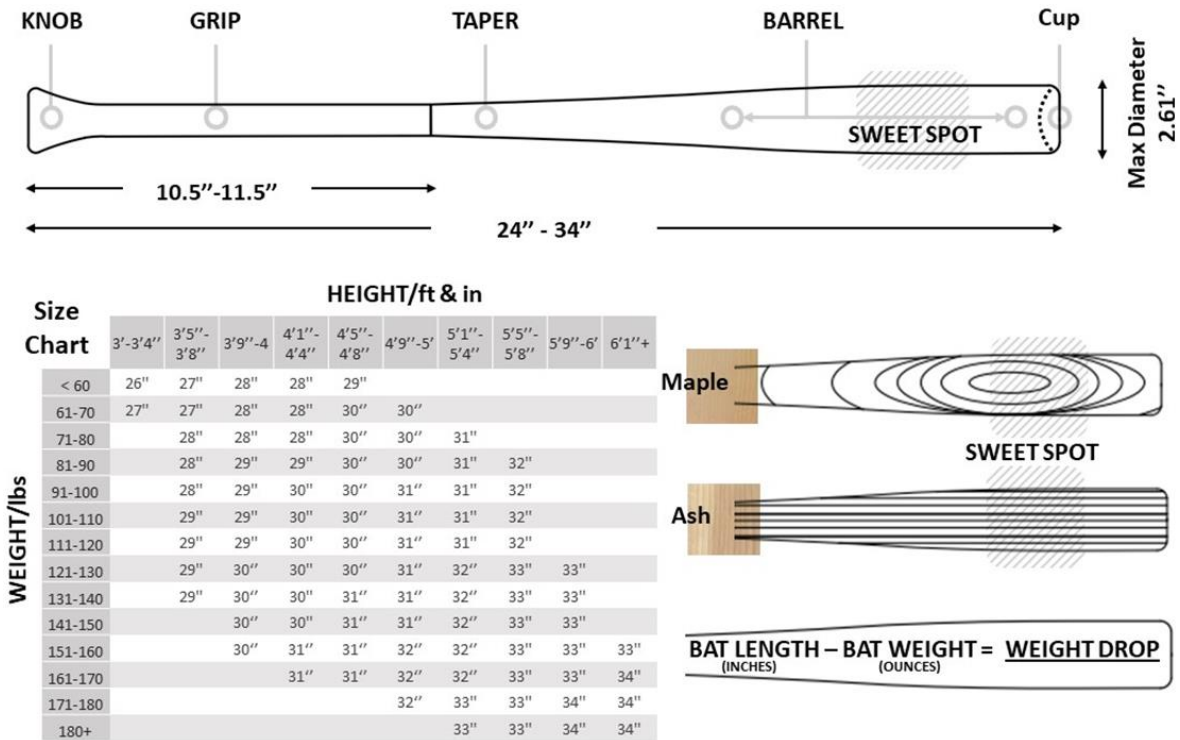 KNOB GRIP TAPER BARREL Cup
SWEET SPOT
Max Diameter
2.61’’
10.5’’-11.5’’
24’’ - 34’’
HEIGHT/ft & in
Size
Chart
3’-3’4’’ 3’5’’-3’8’’ 3’9’’-4 4’1’’-4’4’’ 4’5’’-4’8’’ 4’9’’-5’ 5’1’’-5’4’’ 5’5’’-5’8’’ 5’9’’-6’ 6’1’’+
WEIGHT/lbs
< 60 26" 27" 28" 28" 29"
61-70 27" 27" 28" 28" 30’’ 30’’
71-80 28" 28" 28" 30’’ 30’’ 31"
81-90 28" 29" 29" 30’’ 30’’ 31" 32"
91-100 28" 29" 30" 30’’ 31’’ 31" 32"
101-110 29" 29" 30" 30’’ 31’’ 31" 32"
111-120 29" 29" 30" 30’’ 31’’ 31" 32"
121-130 29" 30’’ 30" 30’’ 31’’ 32’’ 33" 33"
131-140 29" 30’’ 30" 31’’ 31’’ 32’’ 33" 33"
141-150 30’’ 30" 31’’ 31’’ 32’’ 33" 33"
151-160 30’’ 31’’ 31’’ 32’’ 32’’ 33" 33" 33"
161-170 31’’ 31’’ 32’’ 32’’ 33" 33" 34"
171-180 32’’ 33" 33" 34" 34"
180+ 33" 33" 34" 34"
Maple
SWEET SPOT
Ash
BAT LENGTH – BAT WEIGHT = WEIGHT DROP
(INCHES) (OUNCES)